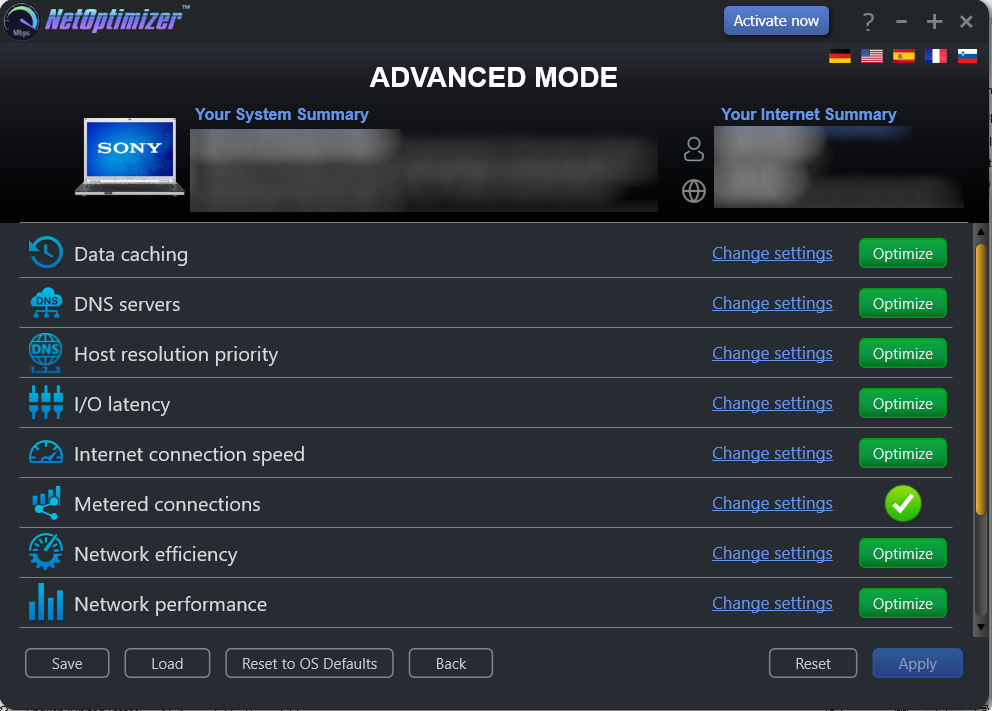 Mbps NetOptimizer™ Activate now ?
ADVANCED MODE
Your System Summary Your Internet Summary
SONY
Data caching Change settings Optimize
DNS DNS servers Change settings Optimize
DNS Host resolution priority Change settings Optimize
I/O latency Change settings Optimize
Internet connection speed Change settings Optimize
Metered connections Change settings
Network efficiency Change settings Optimize
Network performance Change settings Optimize
Save Load Reset to OS Defaults Back Reset Apply